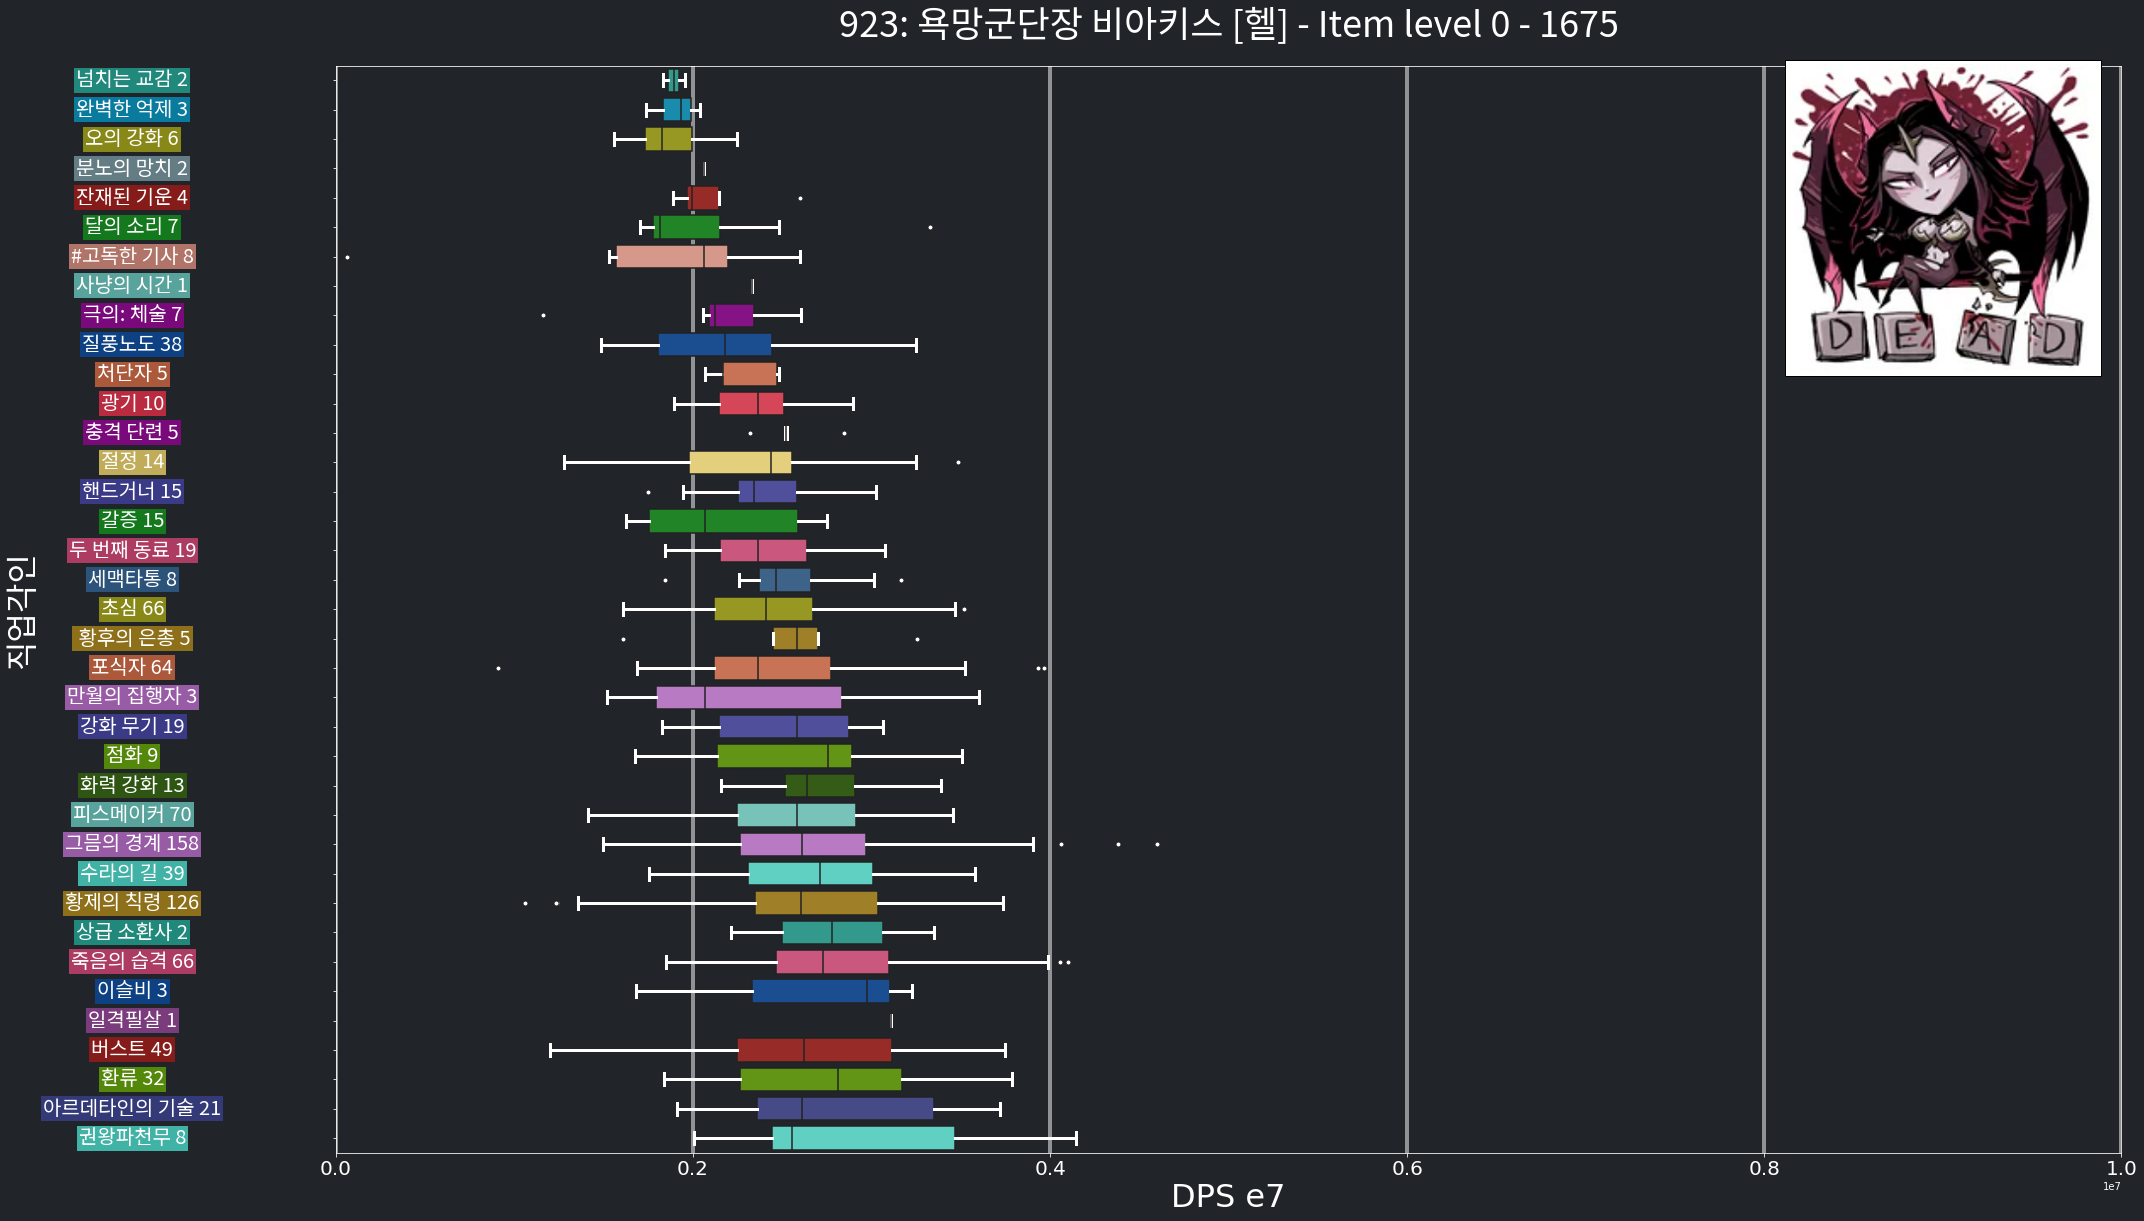 923: 욕망군단장 비아키스 [헬] - Item level 0 - 1675
넘치는 교감 2
완벽한 억제 3
오의 강화 6
분노의 망치 2
잔재된 기운 4
달의 소리 7
#고독한 기사 8
사냥의 시간 1
극의: 체술 7
질풍노도 38
처단자 5
광기 10
충격 단련 5
절정 14
핸드거너 15
갈증 15
두 번째 동료 19
세맥타통 8
초심 66
황후의 은총 5
포식자 64
만월의 집행자 3
강화 무기 19
점화 9
화력 강화 13
피스메이커 70
그믐의 경계 158
수라의 길 39
황제의 칙령 126
상급 소환사 2
죽음의 습격 66
이슬비 3
일격필살 1
버스트 49
환류 32
아르데타인의 기술 21
권왕파천무 8
직업각인
0.0 0.2 0.4 0.6 0.8 1.0
1e7
DPS e7
D E A D